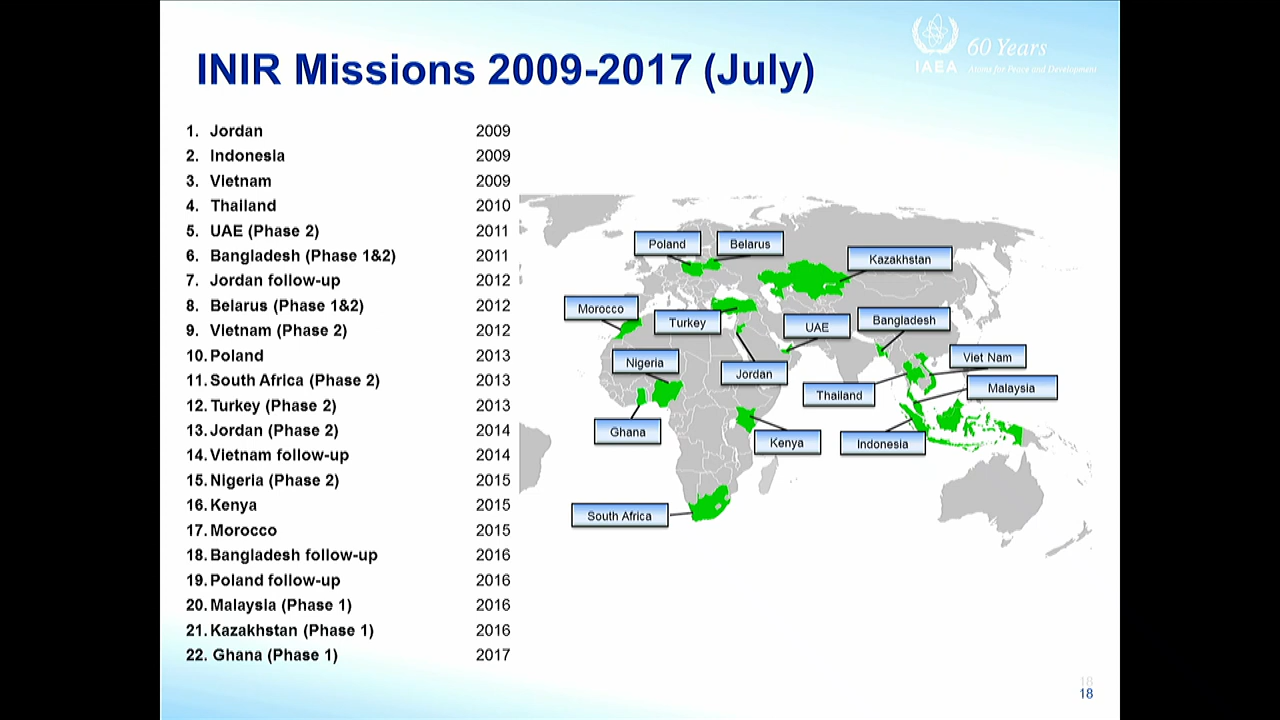 INIR Missions 2009-2017 (July)
60 Years
IAEA Atoms for Peace and Development
1. Jordan 2009
2. Indonesia 2009
3. Vietnam 2009
4. Thailand 2010
5. UAE (Phase 2) 2011
6. Bangladesh (Phase 1&2) 2011
7. Jordan follow-up 2012
8. Belarus (Phase 1&2) 2012
9. Vietnam (Phase 2) 2012
10. Poland 2013
11. South Africa (Phase 2) 2013
12. Turkey (Phase 2) 2013
13. Jordan (Phase 2) 2014
14. Vietnam follow-up 2014
15. Nigeria (Phase 2) 2015
16. Kenya 2015
17. Morocco 2015
18. Bangladesh follow-up 2016
19. Poland follow-up 2016
20. Malaysia (Phase 1) 2016
21. Kazakhstan (Phase 1) 2016
22. Ghana (Phase 1) 2017
Poland
Belarus
Kazakhstan
Morocco
Turkey
UAE
Bangladesh
Nigeria
Jordan
Viet Nam
Thailand
Malaysia
Ghana
Kenya
Indonesia
South Africa
18
18